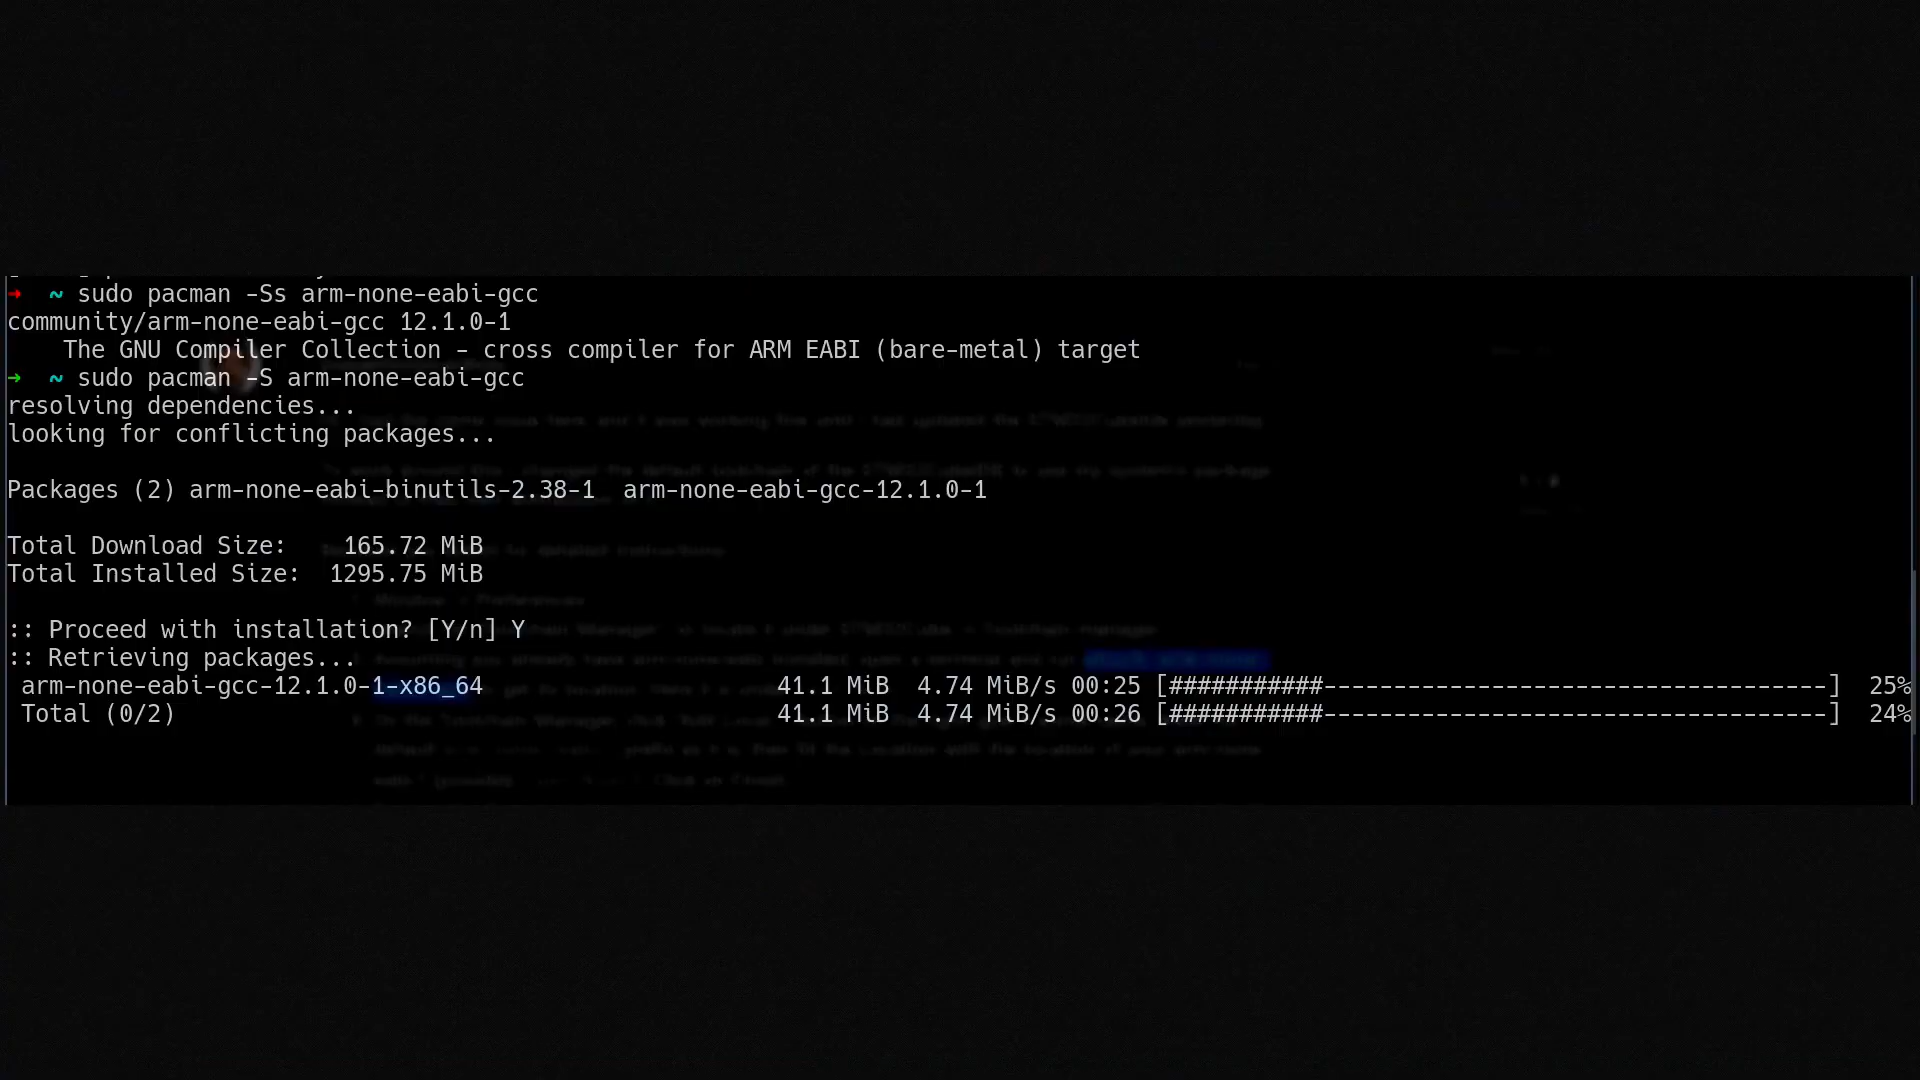 ➜  ~ sudo pacman -Ss arm-none-eabi-gcc
community/arm-none-eabi-gcc 12.1.0-1
    The GNU Compiler Collection - cross compiler for ARM EABI (bare-metal) target
➜  ~ sudo pacman -S arm-none-eabi-gcc
resolving dependencies...
looking for conflicting packages...

Packages (2) arm-none-eabi-binutils-2.38-1  arm-none-eabi-gcc-12.1.0-1

Total Download Size:    165.72 MiB
Total Installed Size:  1295.75 MiB

:: Proceed with installation? [Y/n] Y
:: Retrieving packages...
 arm-none-eabi-gcc-12.1.0-1-x86_64                     41.1 MiB  4.74 MiB/s 00:25 [###########------------------------------------]  25%
 Total (0/2)                                           41.1 MiB  4.74 MiB/s 00:26 [###########------------------------------------]  24%